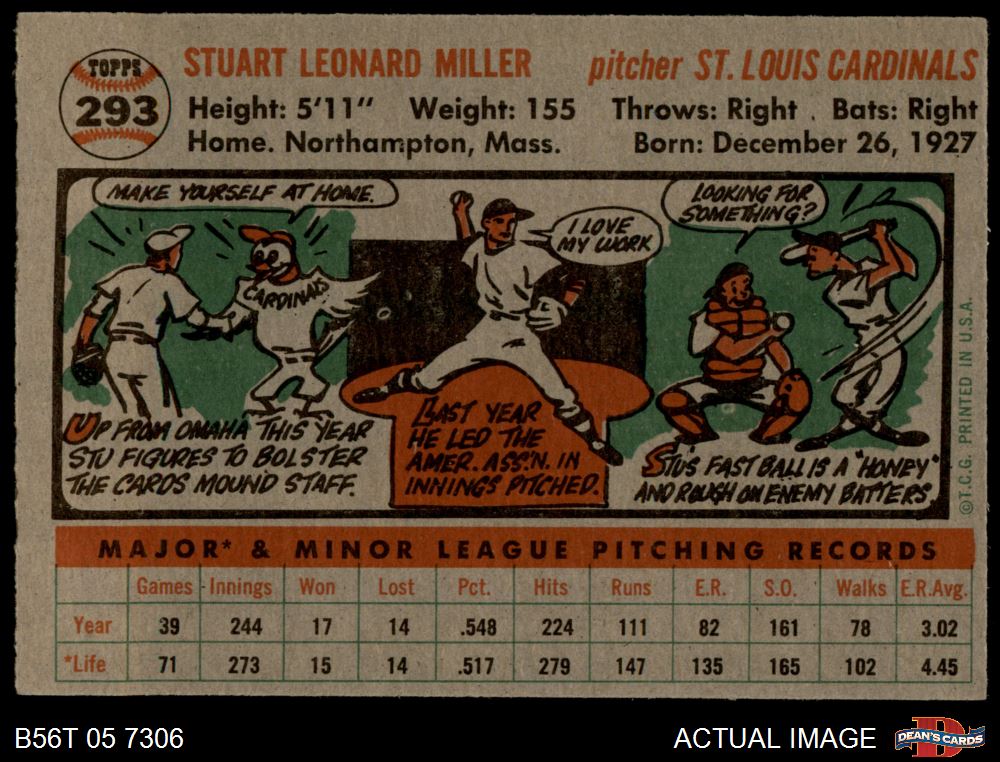 TOPPS
293
STUART LEONARD MILLER pitcher ST. LOUIS CARDINALS
Height: 5'11" Weight: 155 Throws: Right . Bats: Right
Home. Northampton, Mass. Born: December 26, 1927
MAKE YOURSELF AT HOME.
CARDINALS
UP FROM OMAHA THIS YEAR
STU FIGURES TO BOLSTER
THE CARDS MOUND STAFF.
I LOVE
MY WORK
LAST YEAR
HE LED THE
AMER. ASS'N. IN
INNINGS PITCHED.
LOOKING FOR
SOMETHING?
STU'S FAST BALL IS A "HONEY"
AND ROUGH ON ENEMY BATTERS.
©T.C.G. PRINTED IN U.S.A.
MAJOR* & MINOR LEAGUE PITCHING RECORDS
Games Innings Won Lost Pct. Hits Runs E.R. S.O. Walks E.R.Avg.
Year 39 244 17 14 .548 224 111 82 161 78 3.02
*Life 71 273 15 14 .517 279 147 135 165 102 4.45
B56T 05 7306 ACTUAL IMAGE
DEAN'S CARDS